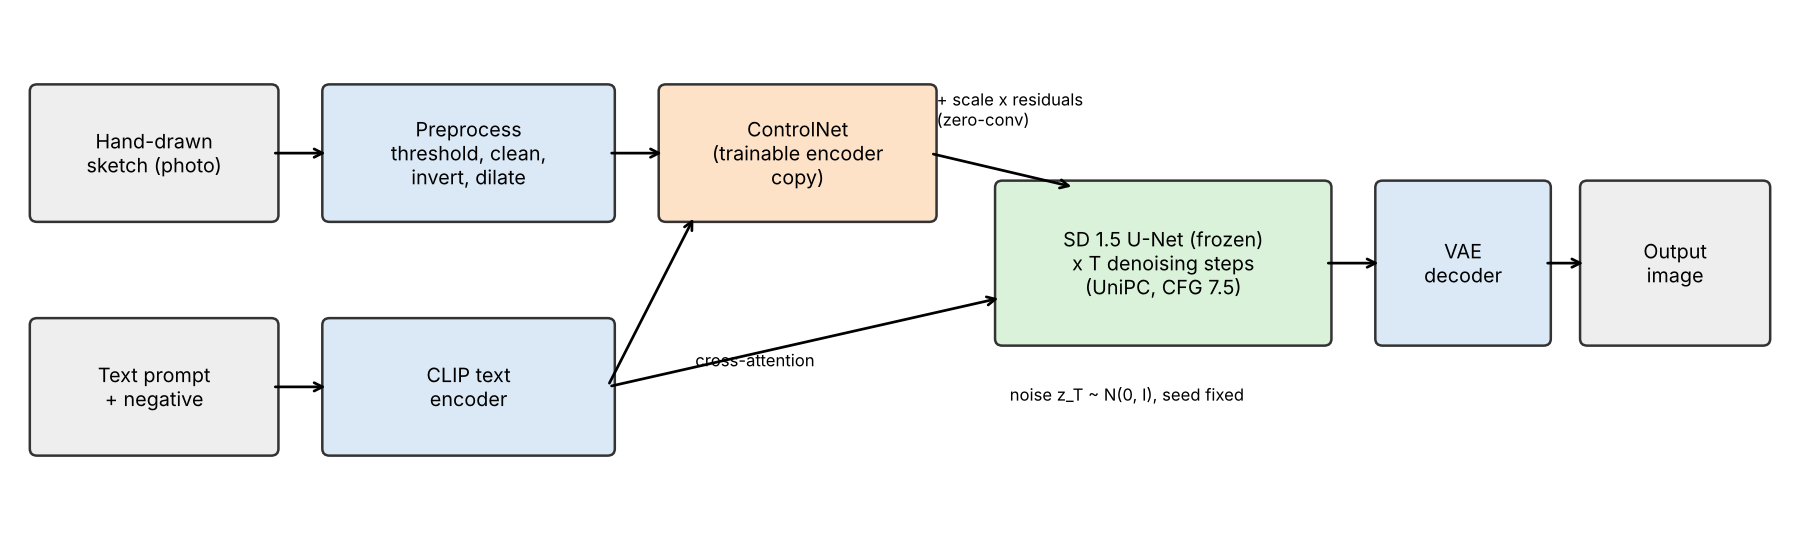 Hand-drawn
sketch (photo)
Preprocess
threshold, clean,
invert, dilate
ControlNet
(trainable encoder
copy)
+ scale x residuals
(zero-conv)
SD 1.5 U-Net (frozen)
x T denoising steps
(UniPC, CFG 7.5)
VAE
decoder
Output
image
Text prompt
+ negative
CLIP text
encoder
cross-attention
noise z_T ~ N(0, I), seed fixed